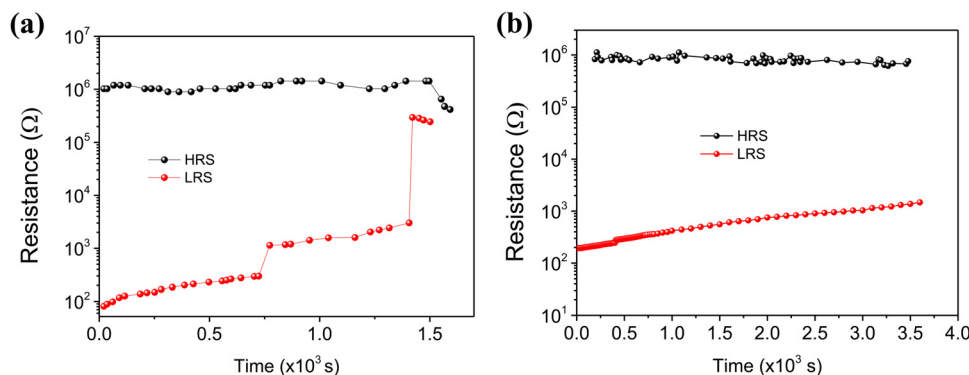 (a)
10^7
10^6
10^5
10^4
10^3
10^2
Resistance (Ω)
HRS
LRS
0.0 0.5 1.0 1.5
Time (x10^3 s)
(b)
10^6
10^5
10^4
10^3
10^2
10^1
Resistance (Ω)
HRS
LRS
0.0 0.5 1.0 1.5 2.0 2.5 3.0 3.5 4.0
Time (x10^3 s)